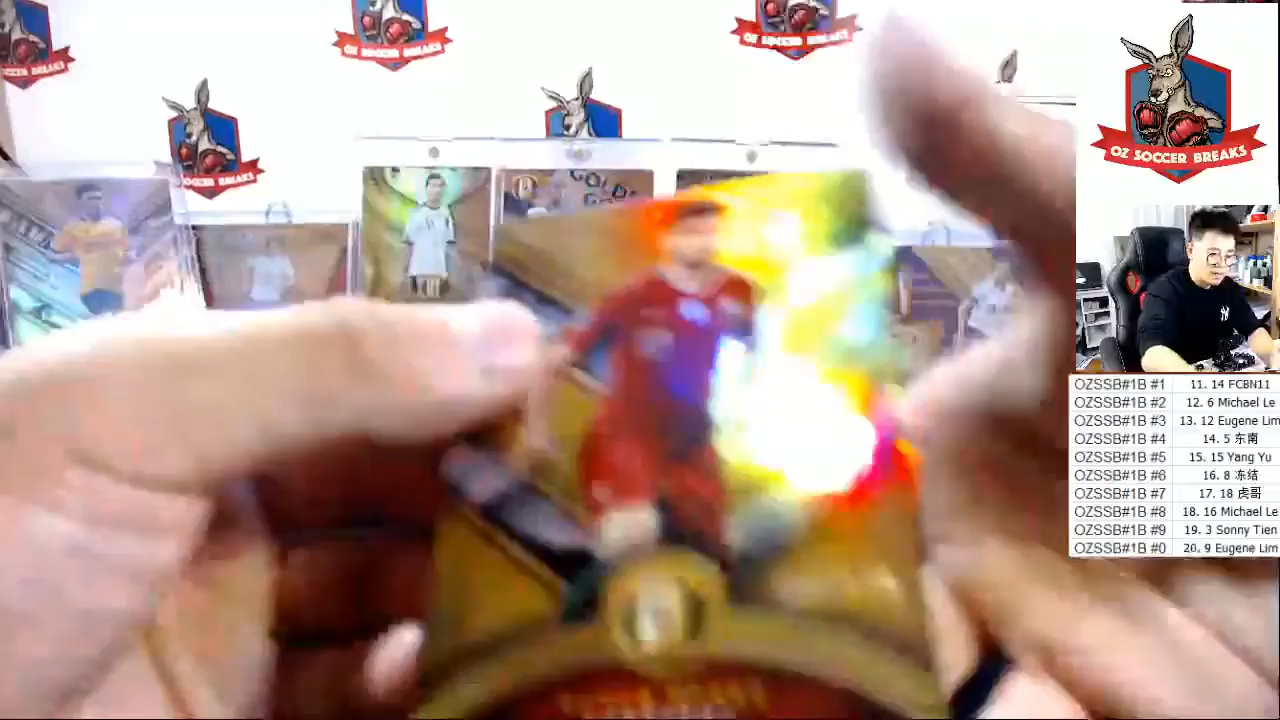 OZ SOCCER BREAKS
OZ SOCCER BREAKS
SOCCER BREAKS
OZ SOCCER BREAKS
GOLD
OZ SOCCER BREAKS
OZSSB#1B #1 11. 14 FCBN11
OZSSB#1B #2 12. 6 Michael Le
OZSSB#1B #3 13. 12 Eugene Lim
OZSSB#1B #4 14. 5 东南
OZSSB#1B #5 15. 15 Yang Yu
OZSSB#1B #6 16. 8 冻结
OZSSB#1B #7 17. 18 虎哥
OZSSB#1B #8 18. 16 Michael Le
OZSSB#1B #9 19. 3 Sonny Tien
OZSSB#1B #0 20. 9 Eugene Lim